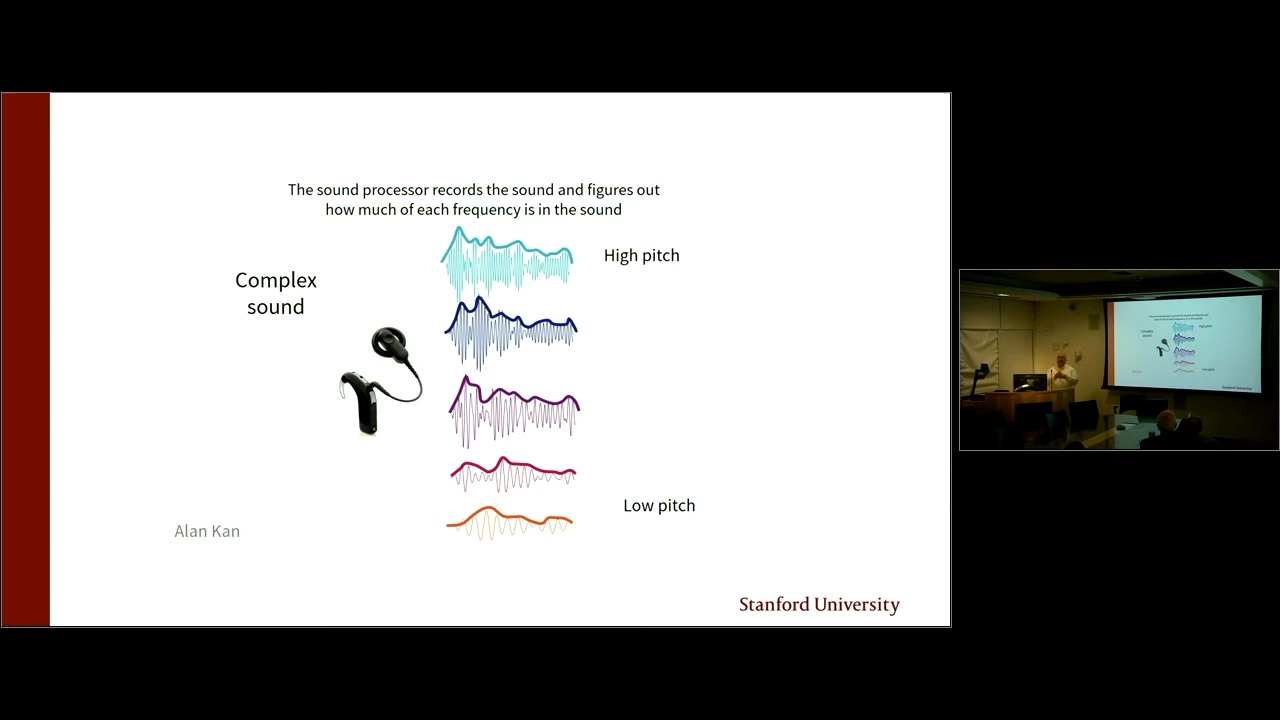 The sound processor records the sound and figures out
how much of each frequency is in the sound
High pitch
Complex
sound
Low pitch
Alan Kan
Stanford University